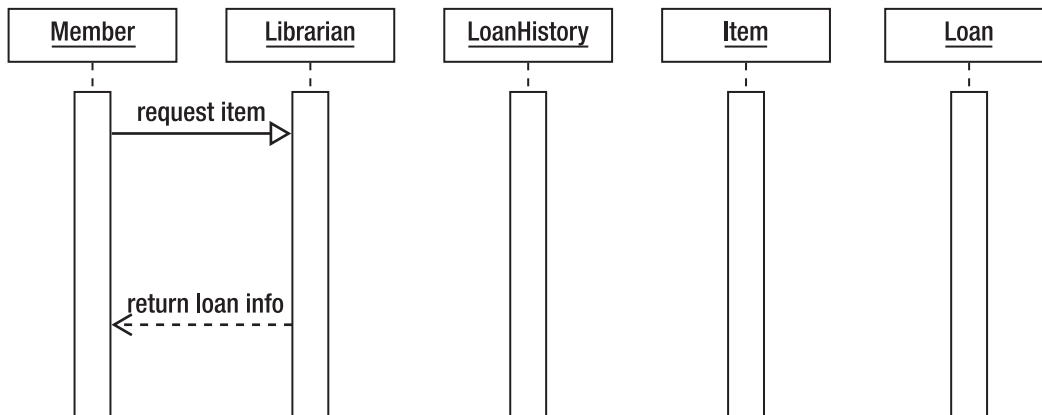 Member
Librarian
LoanHistory
Item
Loan
request item
return loan info